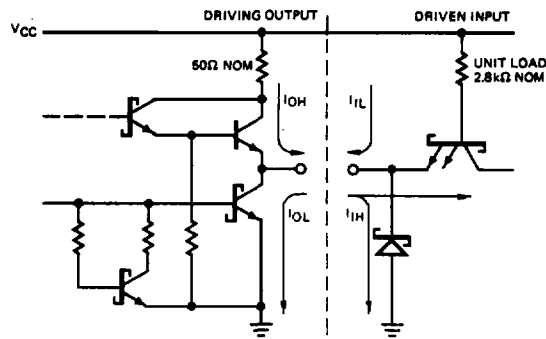 DRIVING OUTPUT
DRIVEN INPUT
VCC
50Ω NOM
UNIT LOAD
2.8kΩ NOM
IOH
IIL
IOL
IIH